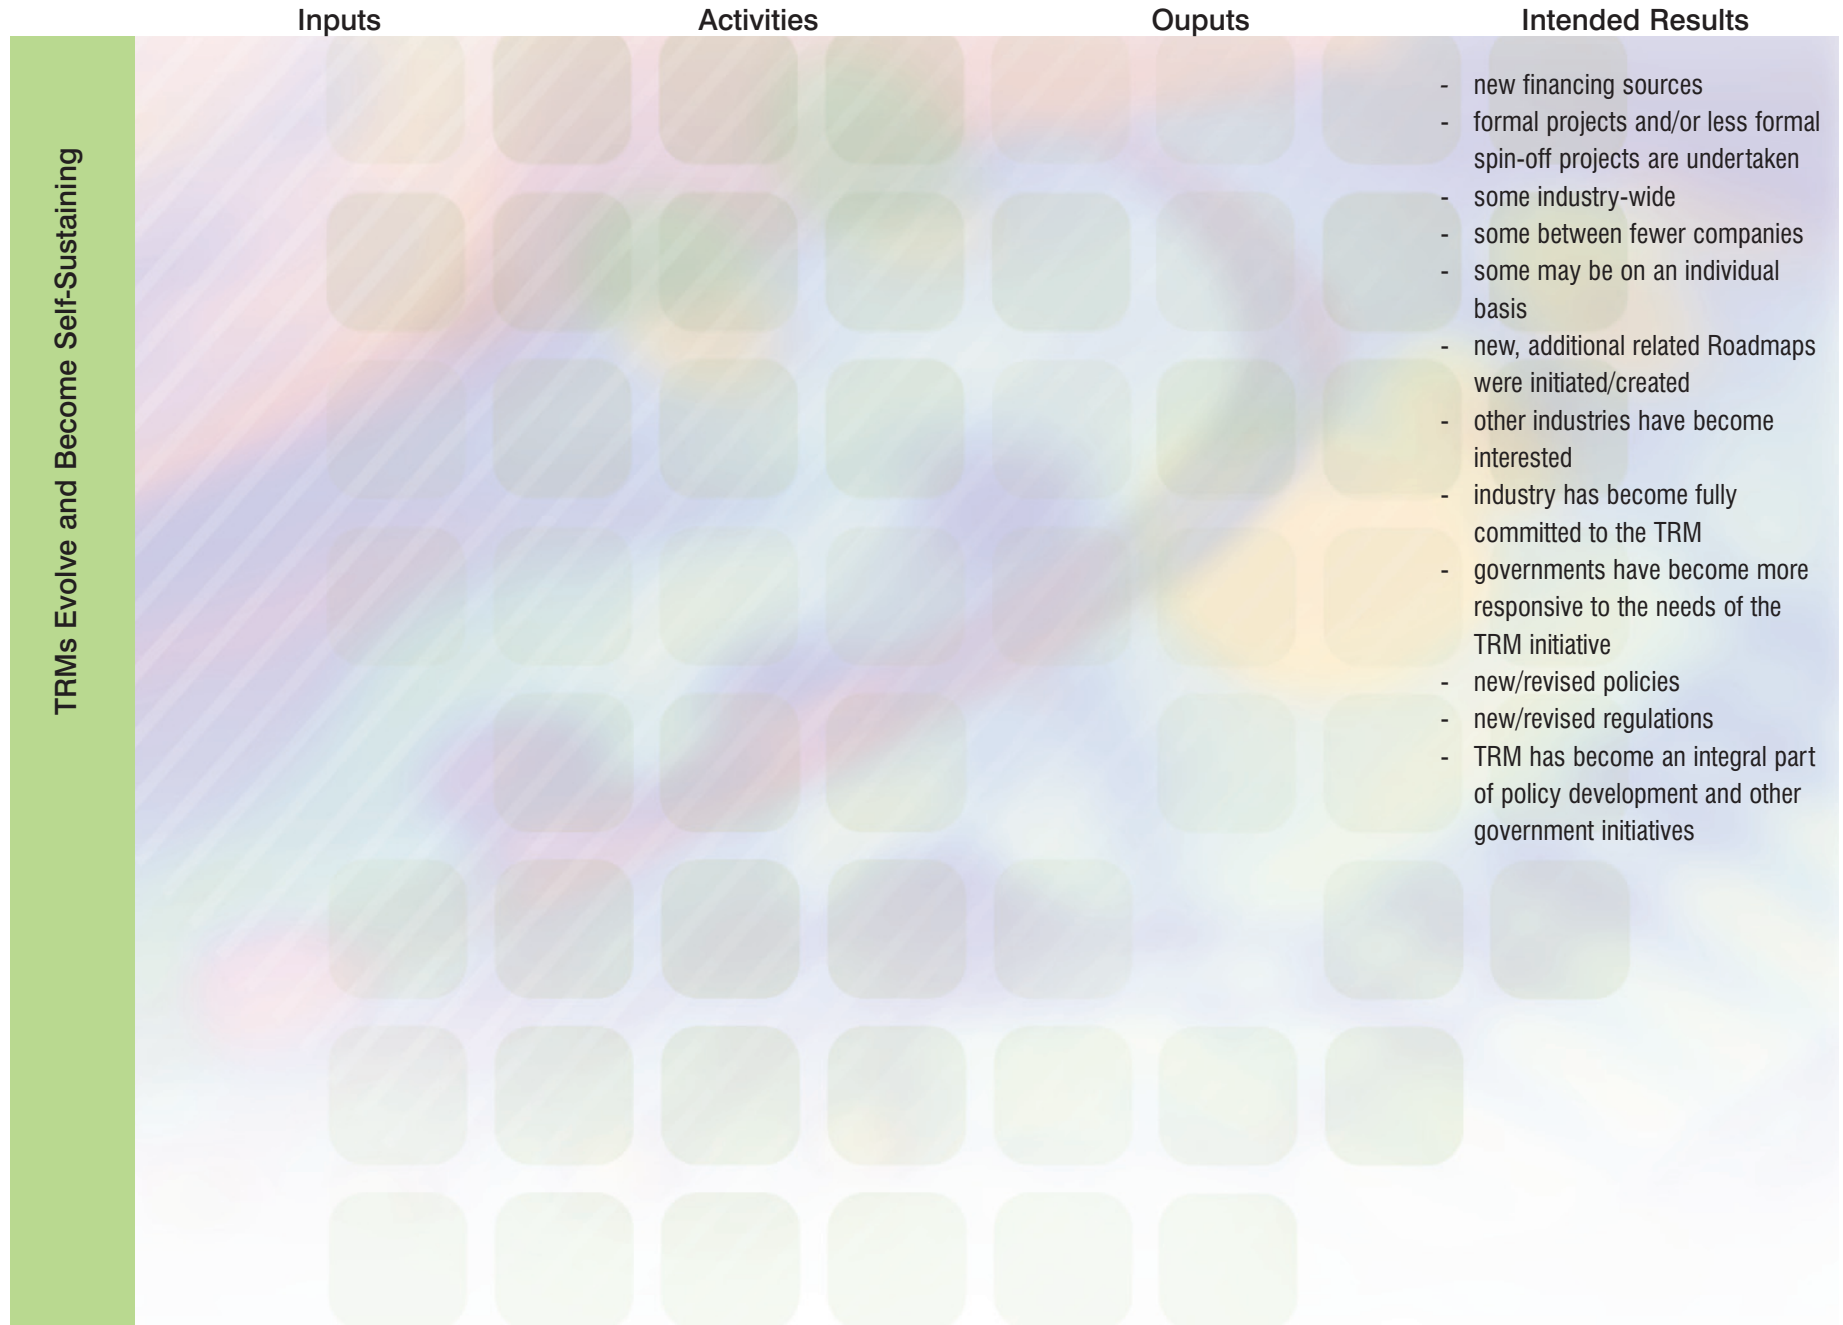 Inputs Activities Ouputs Intended Results
TRMs Evolve and Become Self-Sustaining
- new financing sources
- formal projects and/or less formal
spin-off projects are undertaken
- some industry-wide
- some between fewer companies
- some may be on an individual
basis
- new, additional related Roadmaps
were initiated/created
- other industries have become
interested
- industry has become fully
committed to the TRM
- governments have become more
responsive to the needs of the
TRM initiative
- new/revised policies
- new/revised regulations
- TRM has become an integral part
of policy development and other
government initiatives